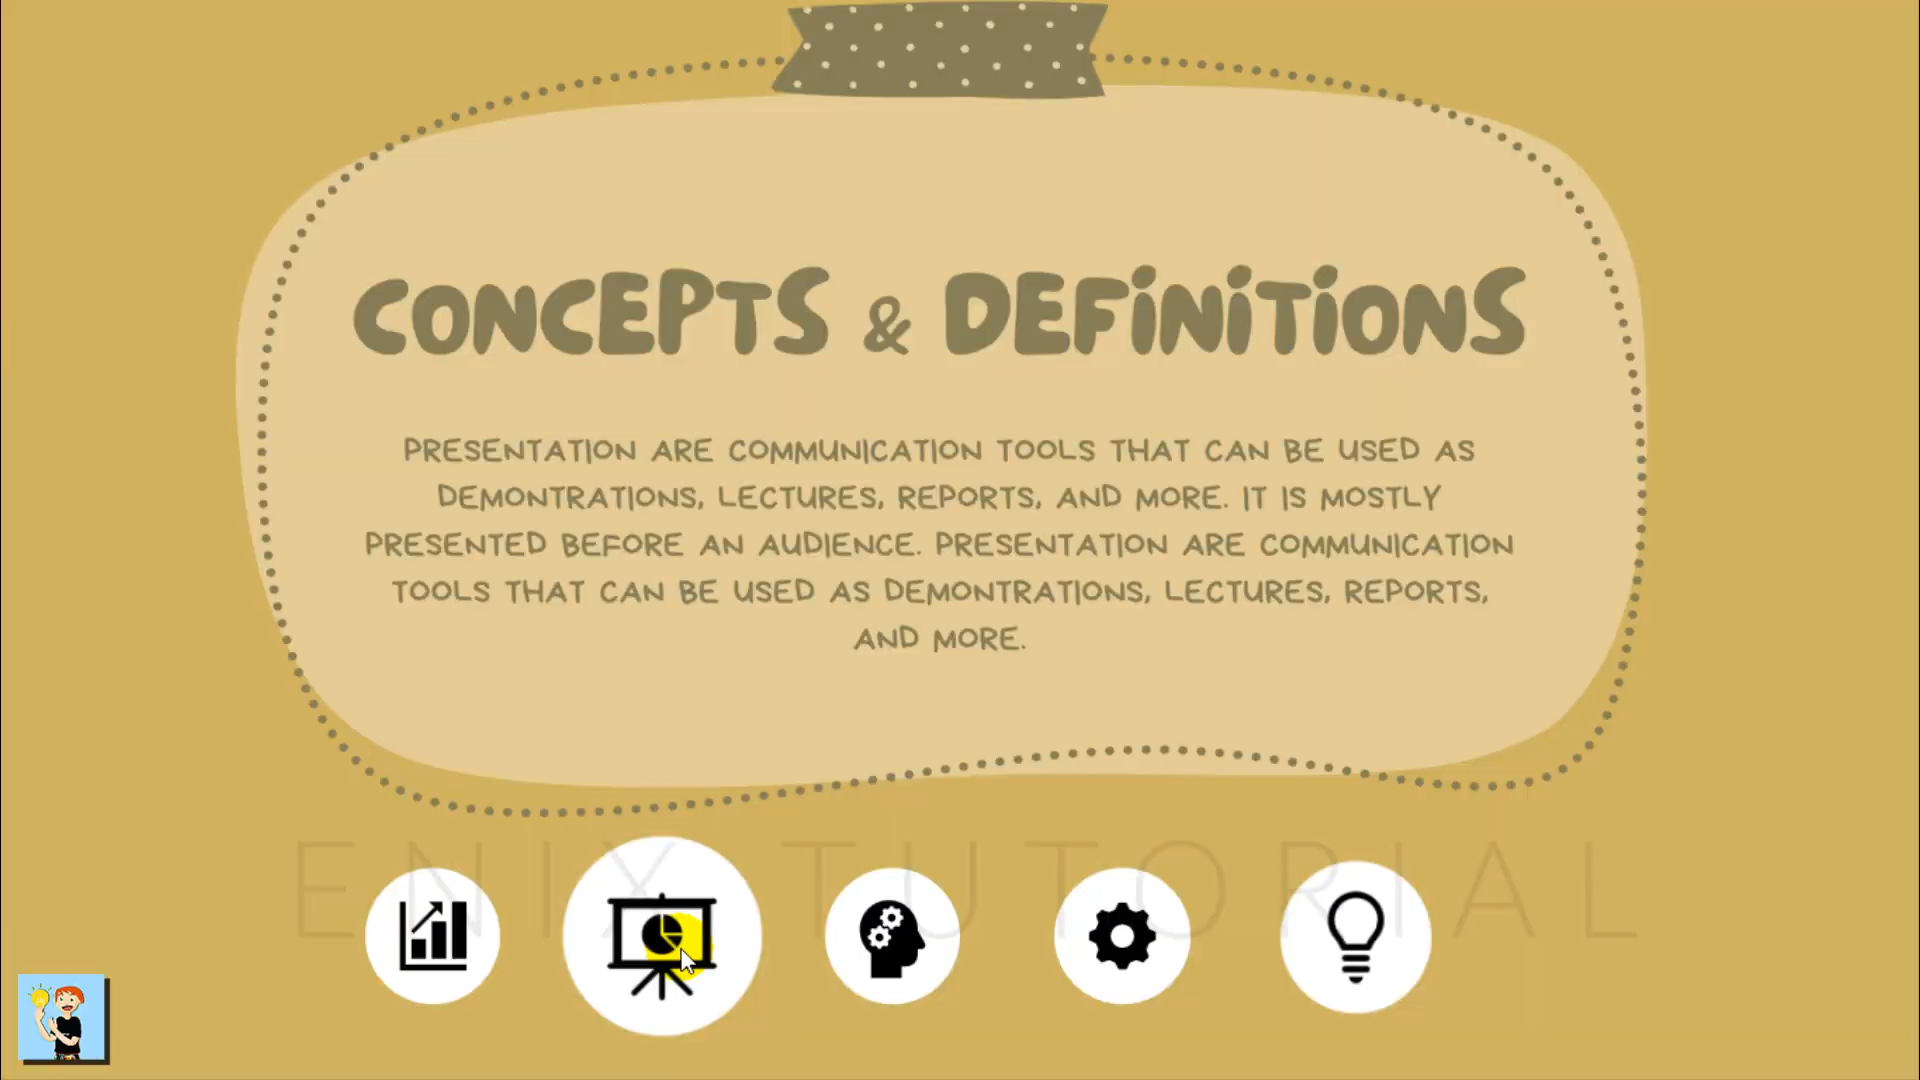 CONCEPTS & DEFINITIONS
PRESENTATION ARE COMMUNICATION TOOLS THAT CAN BE USED AS
DEMONTRATIONS, LECTURES, REPORTS, AND MORE. IT IS MOSTLY
PRESENTED BEFORE AN AUDIENCE. PRESENTATION ARE COMMUNICATION
TOOLS THAT CAN BE USED AS DEMONTRATIONS, LECTURES, REPORTS,
AND MORE.
ENIX TUTORIAL